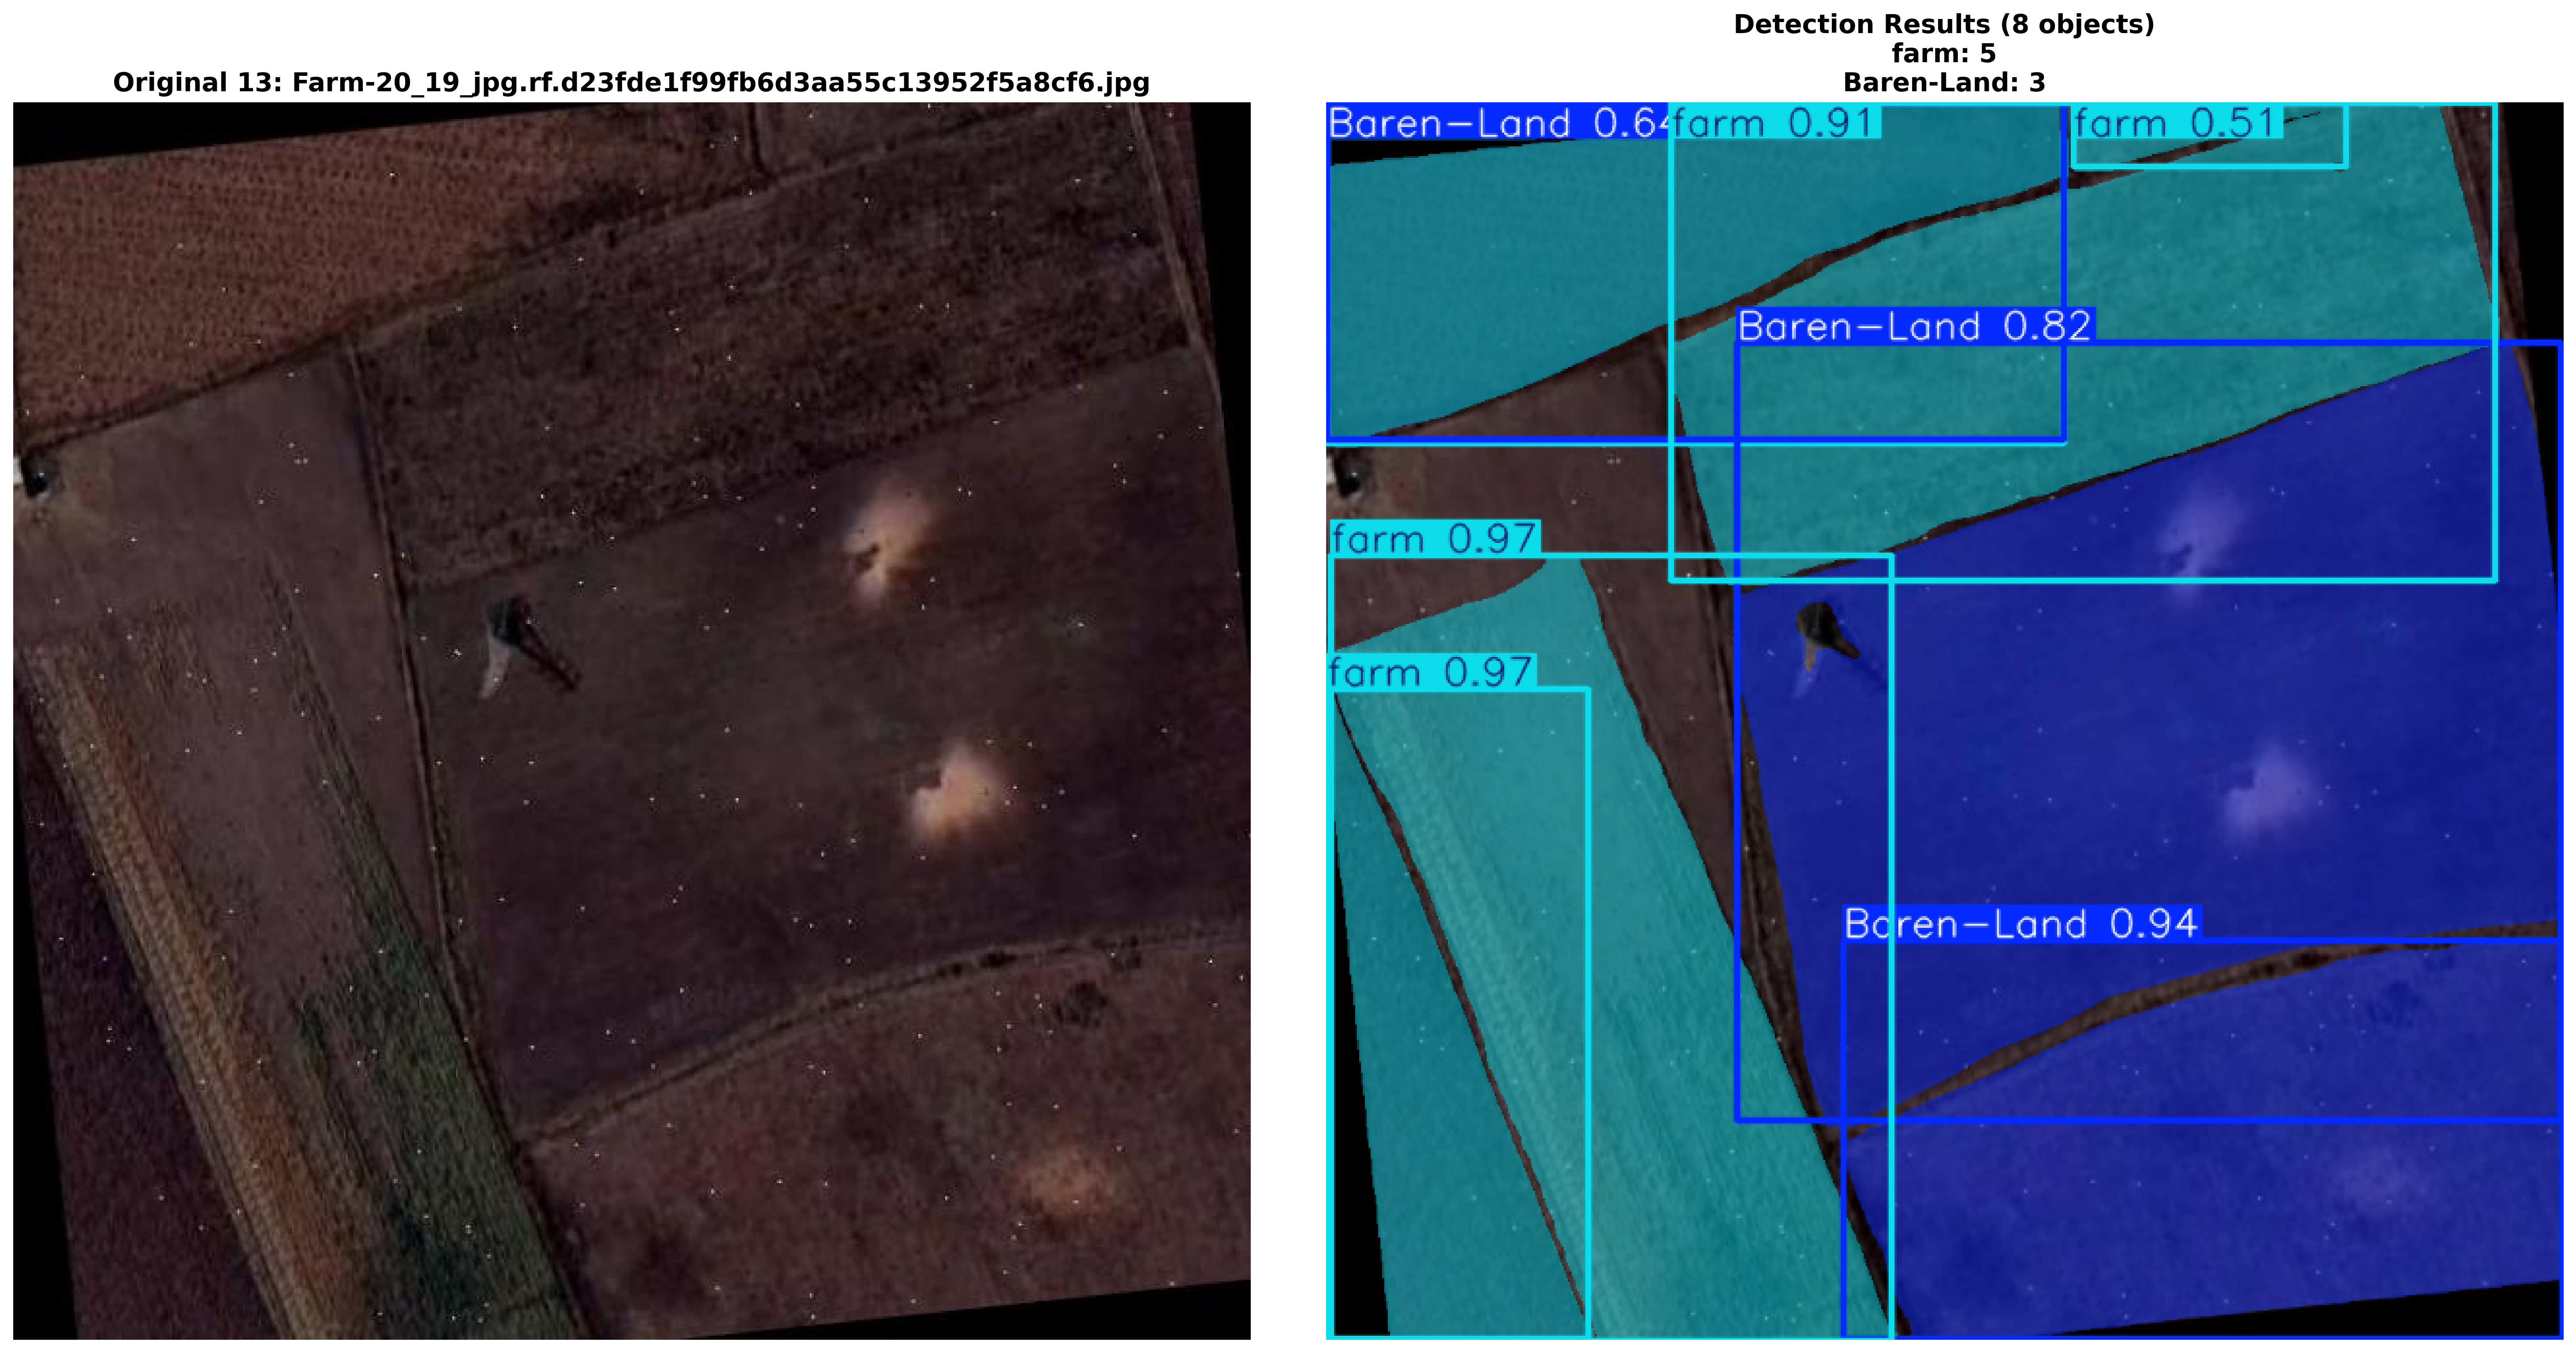 Original 13: Farm-20_19_jpg.rf.d23fde1f99fb6d3aa55c13952f5a8cf6.jpg
Detection Results (8 objects)
farm: 5
Baren-Land: 3
Baren-Land 0.64
farm 0.91
farm 0.51
Baren-Land 0.82
farm 0.97
farm 0.97
Baren-Land 0.94